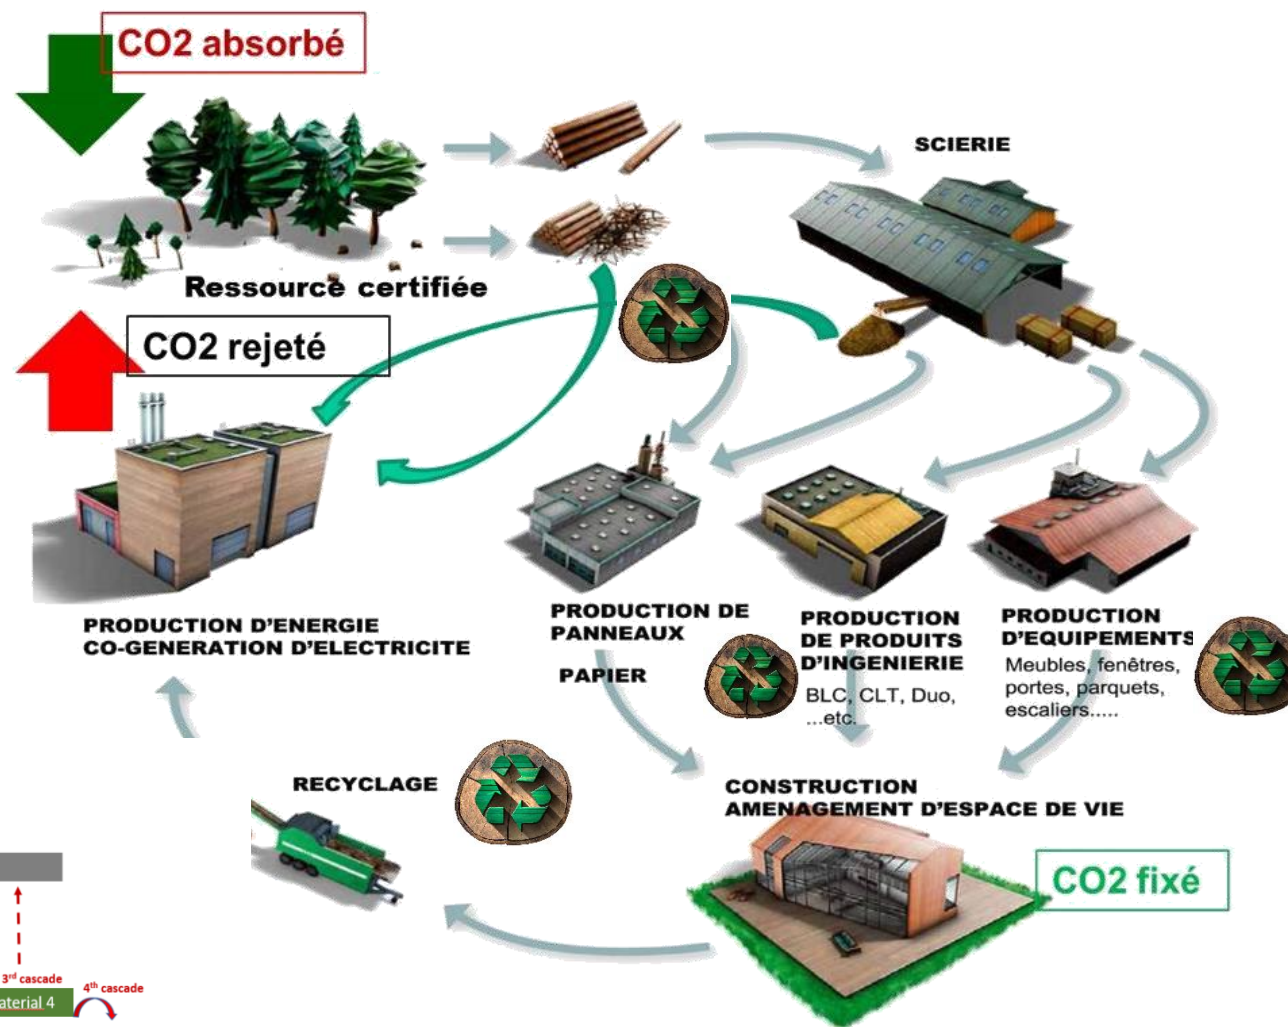 CO2 absorbé
SCIERIE
Ressource certifiée
CO2 rejeté
PRODUCTION D'ENERGIE
CO-GENERATION D'ELECTRICITE
PRODUCTION DE
PANNEAUX
PAPIER
PRODUCTION
DE PRODUITS
D'INGENIERIE
BLC, CLT, Duo,
...etc.
PRODUCTION
D'EQUIPEMENTS
Meubles, fenêtres,
portes, parquets,
escaliers.....
RECYCLAGE
CONSTRUCTION
AMENAGEMENT D'ESPACE DE VIE
CO2 fixé
3rd cascade
4th cascade
aterial 4